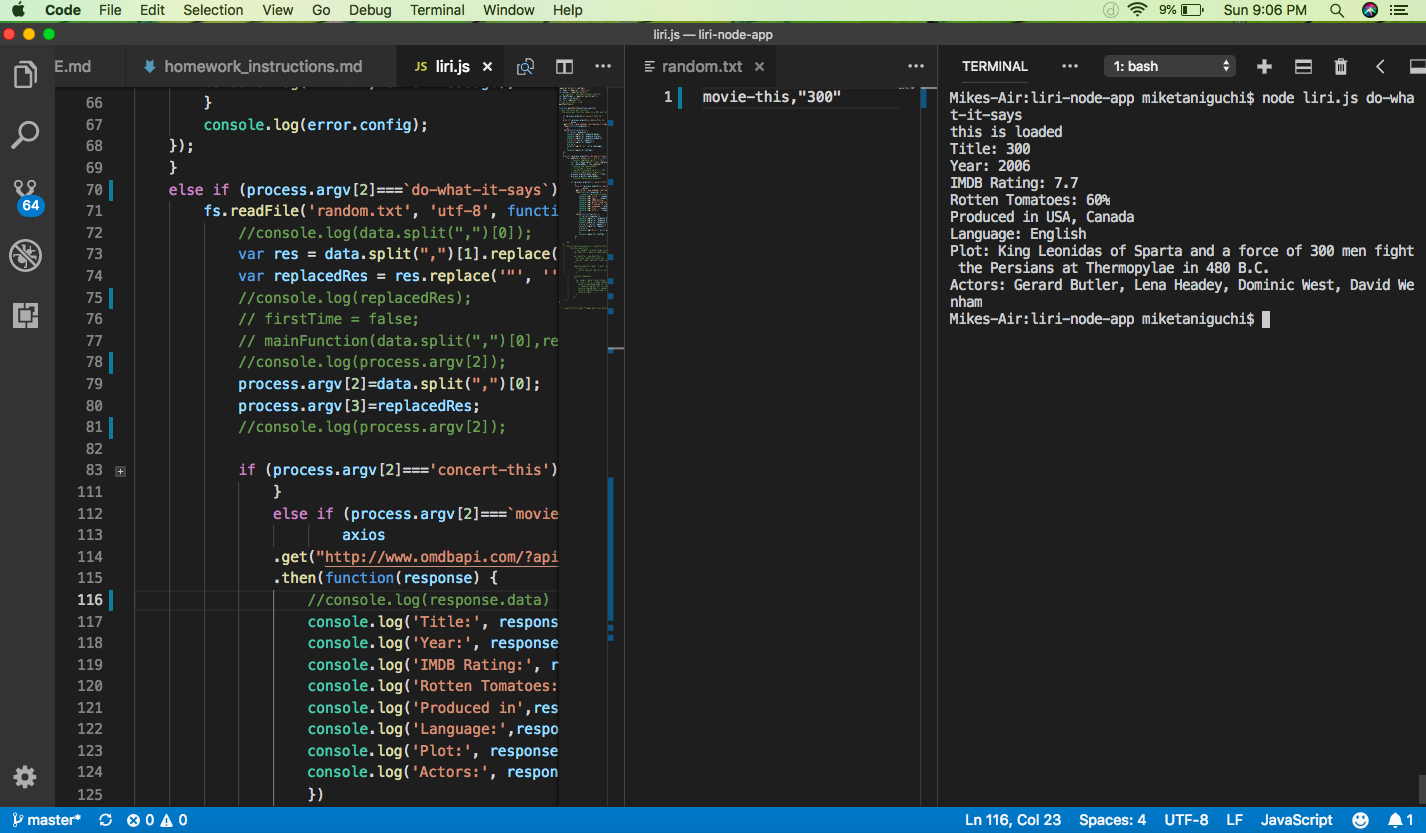 Code File Edit Selection View Go Debug Terminal Window Help 9% Sun 9:06 PM
liri.js — liri-node-app
E.md homework_instructions.md JS liri.js
66 }
67 console.log(error.config);
68 });
69 }
70 else if (process.argv[2]===`do-what-it-says`)
71 fs.readFile('random.txt', 'utf-8', functi
72 //console.log(data.split(",")[0]);
73 var res = data.split(",")[1].replace(
74 var replacedRes = res.replace('"', ''
75 //console.log(replacedRes);
76 // firstTime = false;
77 // mainFunction(data.split(",")[0],re
78 //console.log(process.argv[2]);
79 process.argv[2]=data.split(",")[0];
80 process.argv[3]=replacedRes;
81 //console.log(process.argv[2]);
82
83 if (process.argv[2]==='concert-this')
111 }
112 else if (process.argv[2]===`movie
113 axios
114 .get("http://www.omdbapi.com/?api
115 .then(function(response) {
116 //console.log(response.data)
117 console.log('Title:', respons
118 console.log('Year:', response
119 console.log('IMDB Rating:', r
120 console.log('Rotten Tomatoes:
121 console.log('Produced in',res
122 console.log('Language:',respo
123 console.log('Plot:', response
124 console.log('Actors:', respon
125 })
64
random.txt
1 movie-this,"300"
TERMINAL 1: bash
Mikes-Air:liri-node-app miketaniguchi$ node liri.js do-wha
t-it-says
this is loaded
Title: 300
Year: 2006
IMDB Rating: 7.7
Rotten Tomatoes: 60%
Produced in USA, Canada
Language: English
Plot: King Leonidas of Sparta and a force of 300 men fight
the Persians at Thermopylae in 480 B.C.
Actors: Gerard Butler, Lena Headey, Dominic West, David We
nham
Mikes-Air:liri-node-app miketaniguchi$
master* 0 0 Ln 116, Col 23 Spaces: 4 UTF-8 LF JavaScript 1